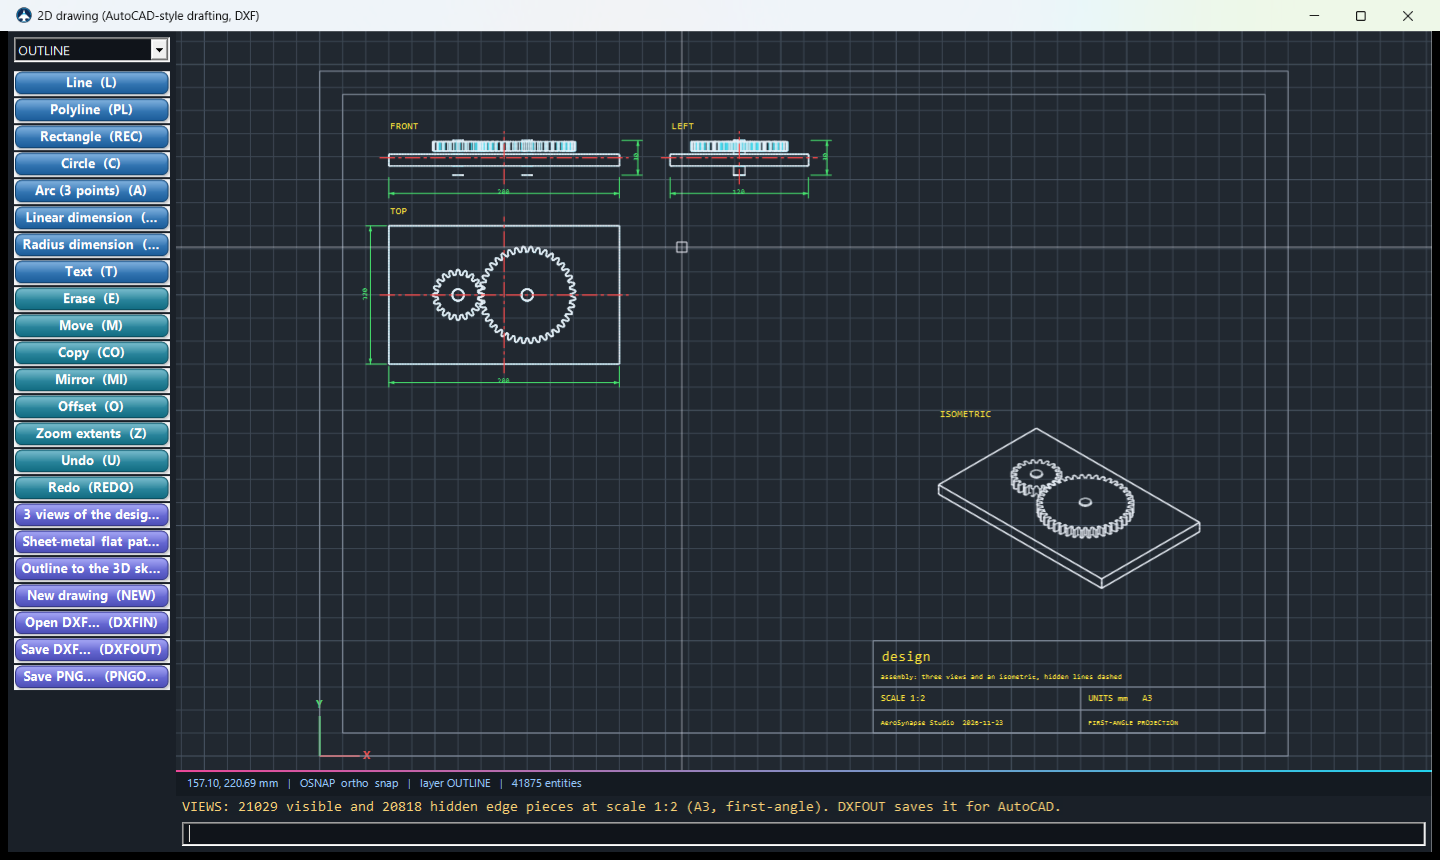 2D drawing (AutoCAD-style drafting, DXF)
OUTLINE
Line (L)
Polyline (PL)
Rectangle (REC)
Circle (C)
Arc (3 points) (A)
Linear dimension (...
Radius dimension (...
Text (T)
Erase (E)
Move (M)
Copy (CO)
Mirror (MI)
Offset (O)
Zoom extents (Z)
Undo (U)
Redo (REDO)
3 views of the desig...
Sheet-metal flat pat...
Outline to the 3D sk...
New drawing (NEW)
Open DXF... (DXFIN)
Save DXF... (DXFOUT)
Save PNG... (PNGO...
FRONT
LEFT
200
120
TOP
120
200
ISOMETRIC
design
assembly: three views and an isometric, hidden lines dashed
SCALE 1:2
UNITS mm A3
AeroSynapse Studio 2026-11-23
FIRST-ANGLE PROJECTION
Y
X
157.10, 220.69 mm | OSNAP ortho snap | layer OUTLINE | 41875 entities
VIEWS: 21029 visible and 20818 hidden edge pieces at scale 1:2 (A3, first-angle). DXFOUT saves it for AutoCAD.